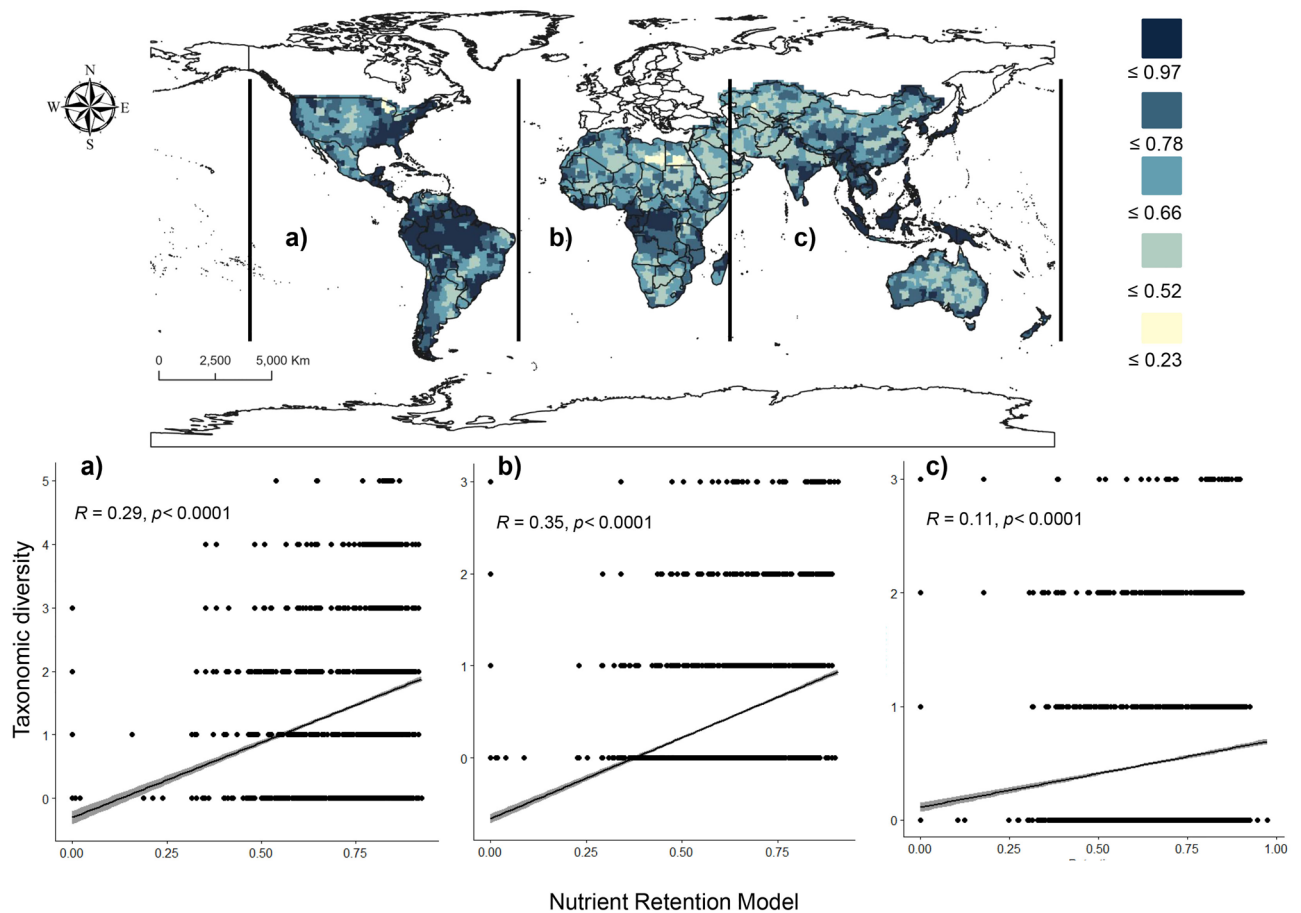 N
W E
S
≤ 0.97
≤ 0.78
≤ 0.66
≤ 0.52
≤ 0.23
a)
b)
c)
0 2,500 5,000 Km
a)
b)
c)
R = 0.29, p< 0.0001
R = 0.35, p< 0.0001
R = 0.11, p< 0.0001
Taxonomic diversity
5
4
3
2
1
0
0.00 0.25 0.50 0.75
3
2
1
0
0.00 0.25 0.50 0.75
3
2
1
0
0.00 0.25 0.50 0.75 1.00
Nutrient Retention Model